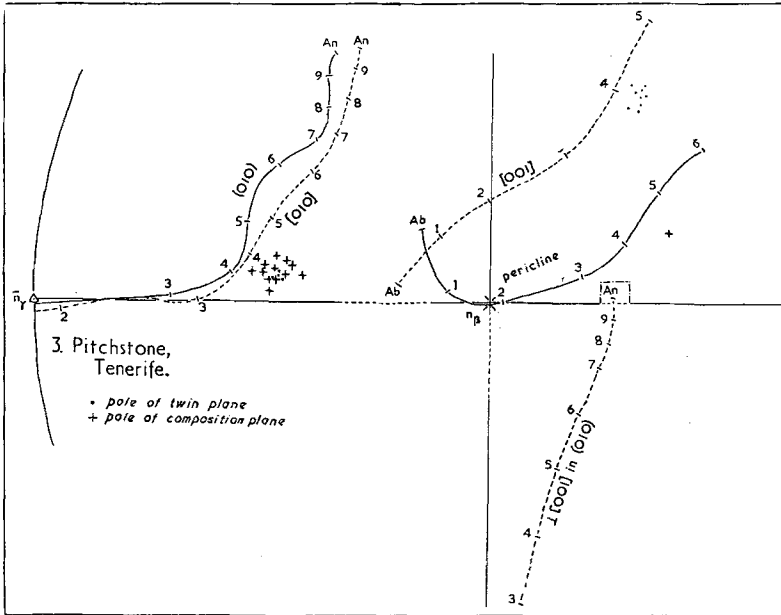 An An
9 9
8 8
7 7
6 6
(010)
5 5
[010]
4 4
3 3
n̄γ
2
5
4
3
[001]
2
1
Ab
Ab
1
6
5
4
3
pericline
2
nβ
An
9
8
7
6
5
⊥ [001] in (010)
4
3
3. Pitchstone,
Tenerife.
• pole of twin plane
+ pole of composition plane